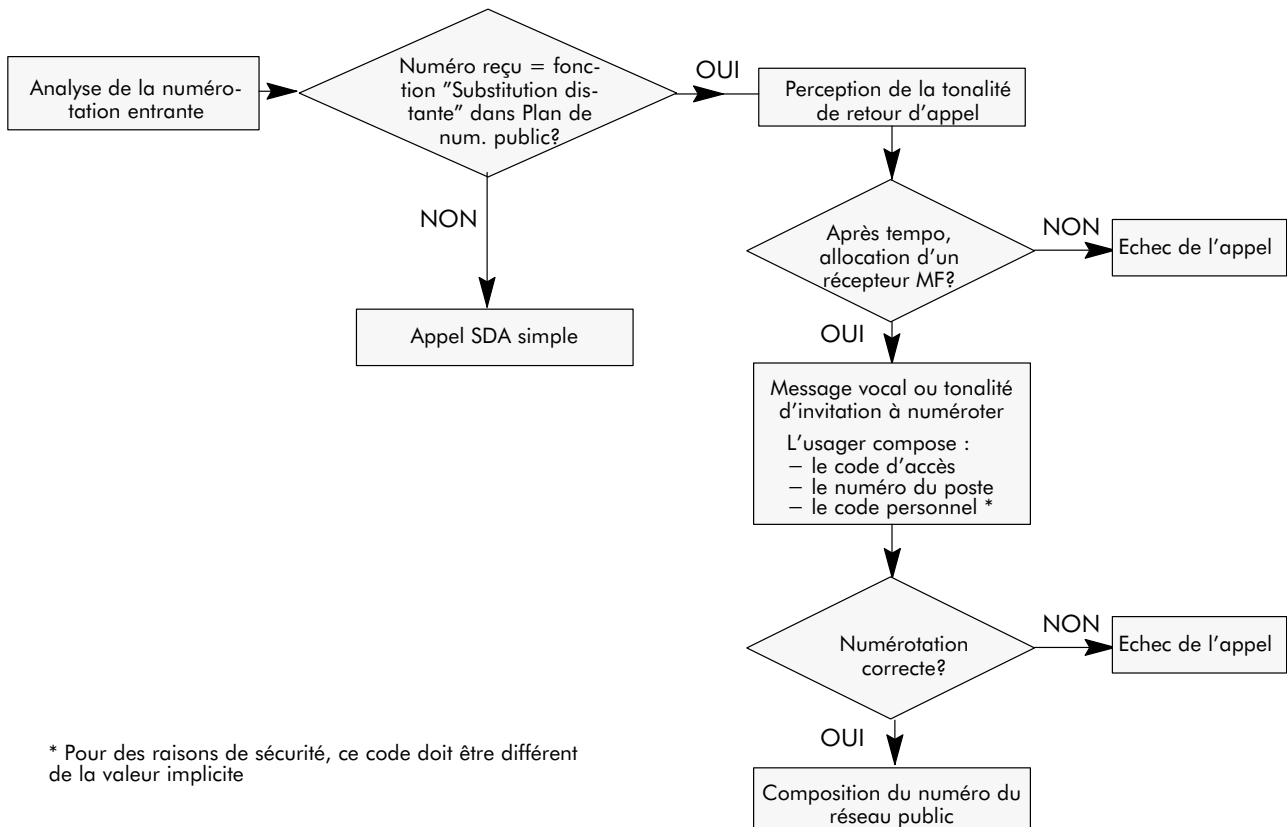 Analyse de la numéro-
tation entrante
Numéro reçu = fonc-
tion "Substitution dis-
tante" dans Plan de
num. public?
OUI
Perception de la tonalité
de retour d'appel
NON
Appel SDA simple
Après tempo,
allocation d'un
récepteur MF?
NON
Echec de l'appel
OUI
Message vocal ou tonalité
d'invitation à numéroter
L'usager compose :
– le code d'accès
– le numéro du poste
– le code personnel *
Numérotation
correcte?
NON
Echec de l'appel
OUI
Composition du numéro du
réseau public
* Pour des raisons de sécurité, ce code doit être différent
de la valeur implicite